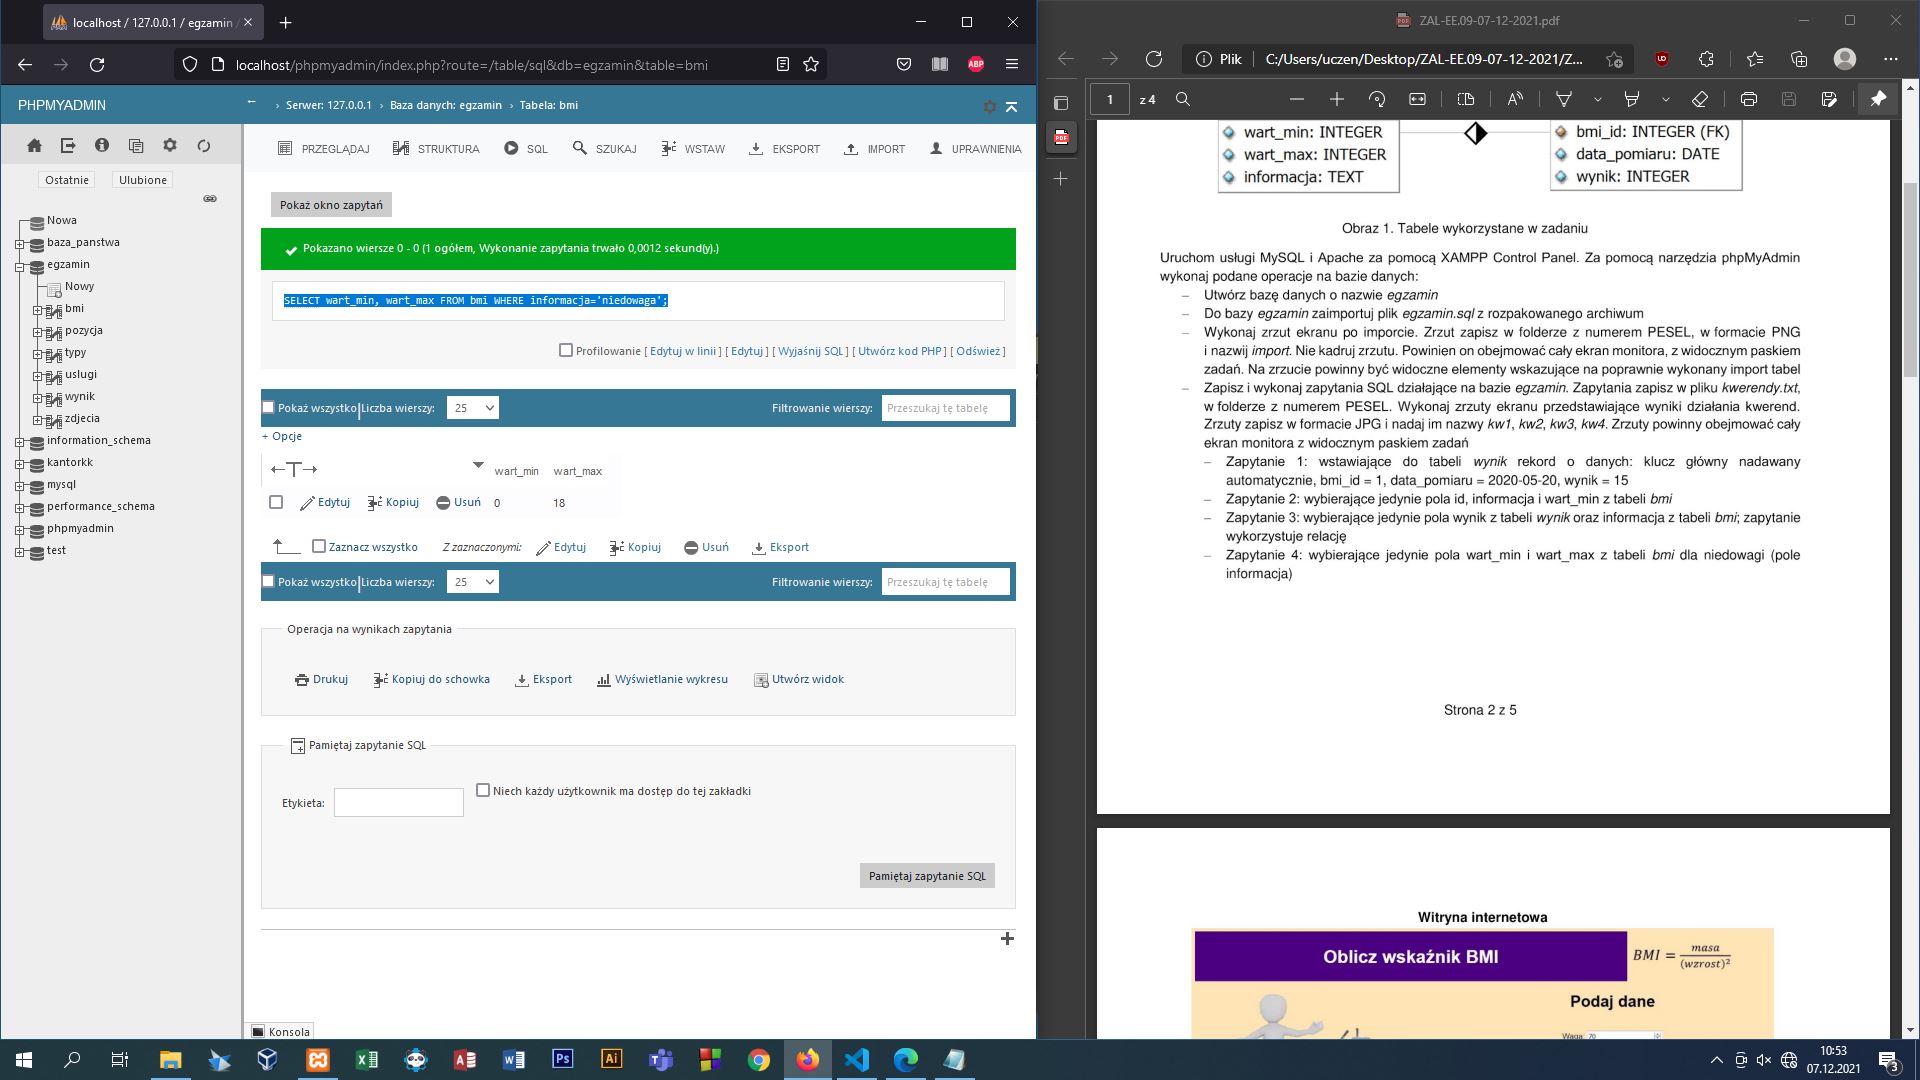 localhost / 127.0.0.1 / egzamin /
localhost/phpmyadmin/index.php?route=/table/sql&db=egzamin&table=bmi
ABP
PHPMYADMIN
Ostatnie
Ulubione
Nowa
baza_panstwa
egzamin
Nowy
bmi
pozycja
typy
uslugi
wynik
zdjecia
information_schema
kantorkk
mysql
performance_schema
phpmyadmin
test
← › Serwer: 127.0.0.1 › Baza danych: egzamin › Tabela: bmi
PRZEGLĄDAJ STRUKTURA SQL SZUKAJ WSTAW EKSPORT IMPORT UPRAWNIENIA
Pokaż okno zapytań
Pokazano wiersze 0 - 0 (1 ogółem, Wykonanie zapytania trwało 0,0012 sekund(y).)
SELECT wart_min, wart_max FROM bmi WHERE informacja='niedowaga';
Profilowanie [ Edytuj w linii ] [ Edytuj ] [ Wyjaśnij SQL ] [ Utwórz kod PHP ] [ Odśwież ]
Pokaż wszystko Liczba wierszy: 25 Filtrowanie wierszy: Przeszukaj tę tabelę
+ Opcje
←T→ wart_min wart_max
Edytuj Kopiuj Usuń 0 18
Zaznacz wszystko Z zaznaczonymi: Edytuj Kopiuj Usuń Eksport
Pokaż wszystko Liczba wierszy: 25 Filtrowanie wierszy: Przeszukaj tę tabelę
Operacja na wynikach zapytania
Drukuj Kopiuj do schowka Eksport Wyświetlanie wykresu Utwórz widok
Pamiętaj zapytanie SQL
Etykieta: Niech każdy użytkownik ma dostęp do tej zakładki
Pamiętaj zapytanie SQL
Konsola
ZAL-EE.09-07-12-2021.pdf
Plik C:/Users/uczen/Desktop/ZAL-EE.09-07-12-2021/Z...
1 z 4
wart_min: INTEGER
wart_max: INTEGER
informacja: TEXT
bmi_id: INTEGER (FK)
data_pomiaru: DATE
wynik: INTEGER
Obraz 1. Tabele wykorzystane w zadaniu
Uruchom usługi MySQL i Apache za pomocą XAMPP Control Panel. Za pomocą narzędzia phpMyAdmin
wykonaj podane operacje na bazie danych:
– Utwórz bazę danych o nazwie egzamin
– Do bazy egzamin zaimportuj plik egzamin.sql z rozpakowanego archiwum
– Wykonaj zrzut ekranu po imporcie. Zrzut zapisz w folderze z numerem PESEL, w formacie PNG
i nazwij import. Nie kadruj zrzutu. Powinien on obejmować cały ekran monitora, z widocznym paskiem
zadań. Na zrzucie powinny być widoczne elementy wskazujące na poprawnie wykonany import tabel
– Zapisz i wykonaj zapytania SQL działające na bazie egzamin. Zapytania zapisz w pliku kwerendy.txt,
w folderze z numerem PESEL. Wykonaj zrzuty ekranu przedstawiające wyniki działania kwerend.
Zrzuty zapisz w formacie JPG i nadaj im nazwy kw1, kw2, kw3, kw4. Zrzuty powinny obejmować cały
ekran monitora z widocznym paskiem zadań
– Zapytanie 1: wstawiające do tabeli wynik rekord o danych: klucz główny nadawany
automatycznie, bmi_id = 1, data_pomiaru = 2020-05-20, wynik = 15
– Zapytanie 2: wybierające jedynie pola id, informacja i wart_min z tabeli bmi
– Zapytanie 3: wybierające jedynie pola wynik z tabeli wynik oraz informacja z tabeli bmi; zapytanie
wykorzystuje relację
– Zapytanie 4: wybierające jedynie pola wart_min i wart_max z tabeli bmi dla niedowagi (pole
informacja)
Strona 2 z 5
Witryna internetowa
Oblicz wskaźnik BMI
BMI = masa / (wzrost)²
Podaj dane
Waga: 70
Ps
Ai
10:53
07.12.2021
3